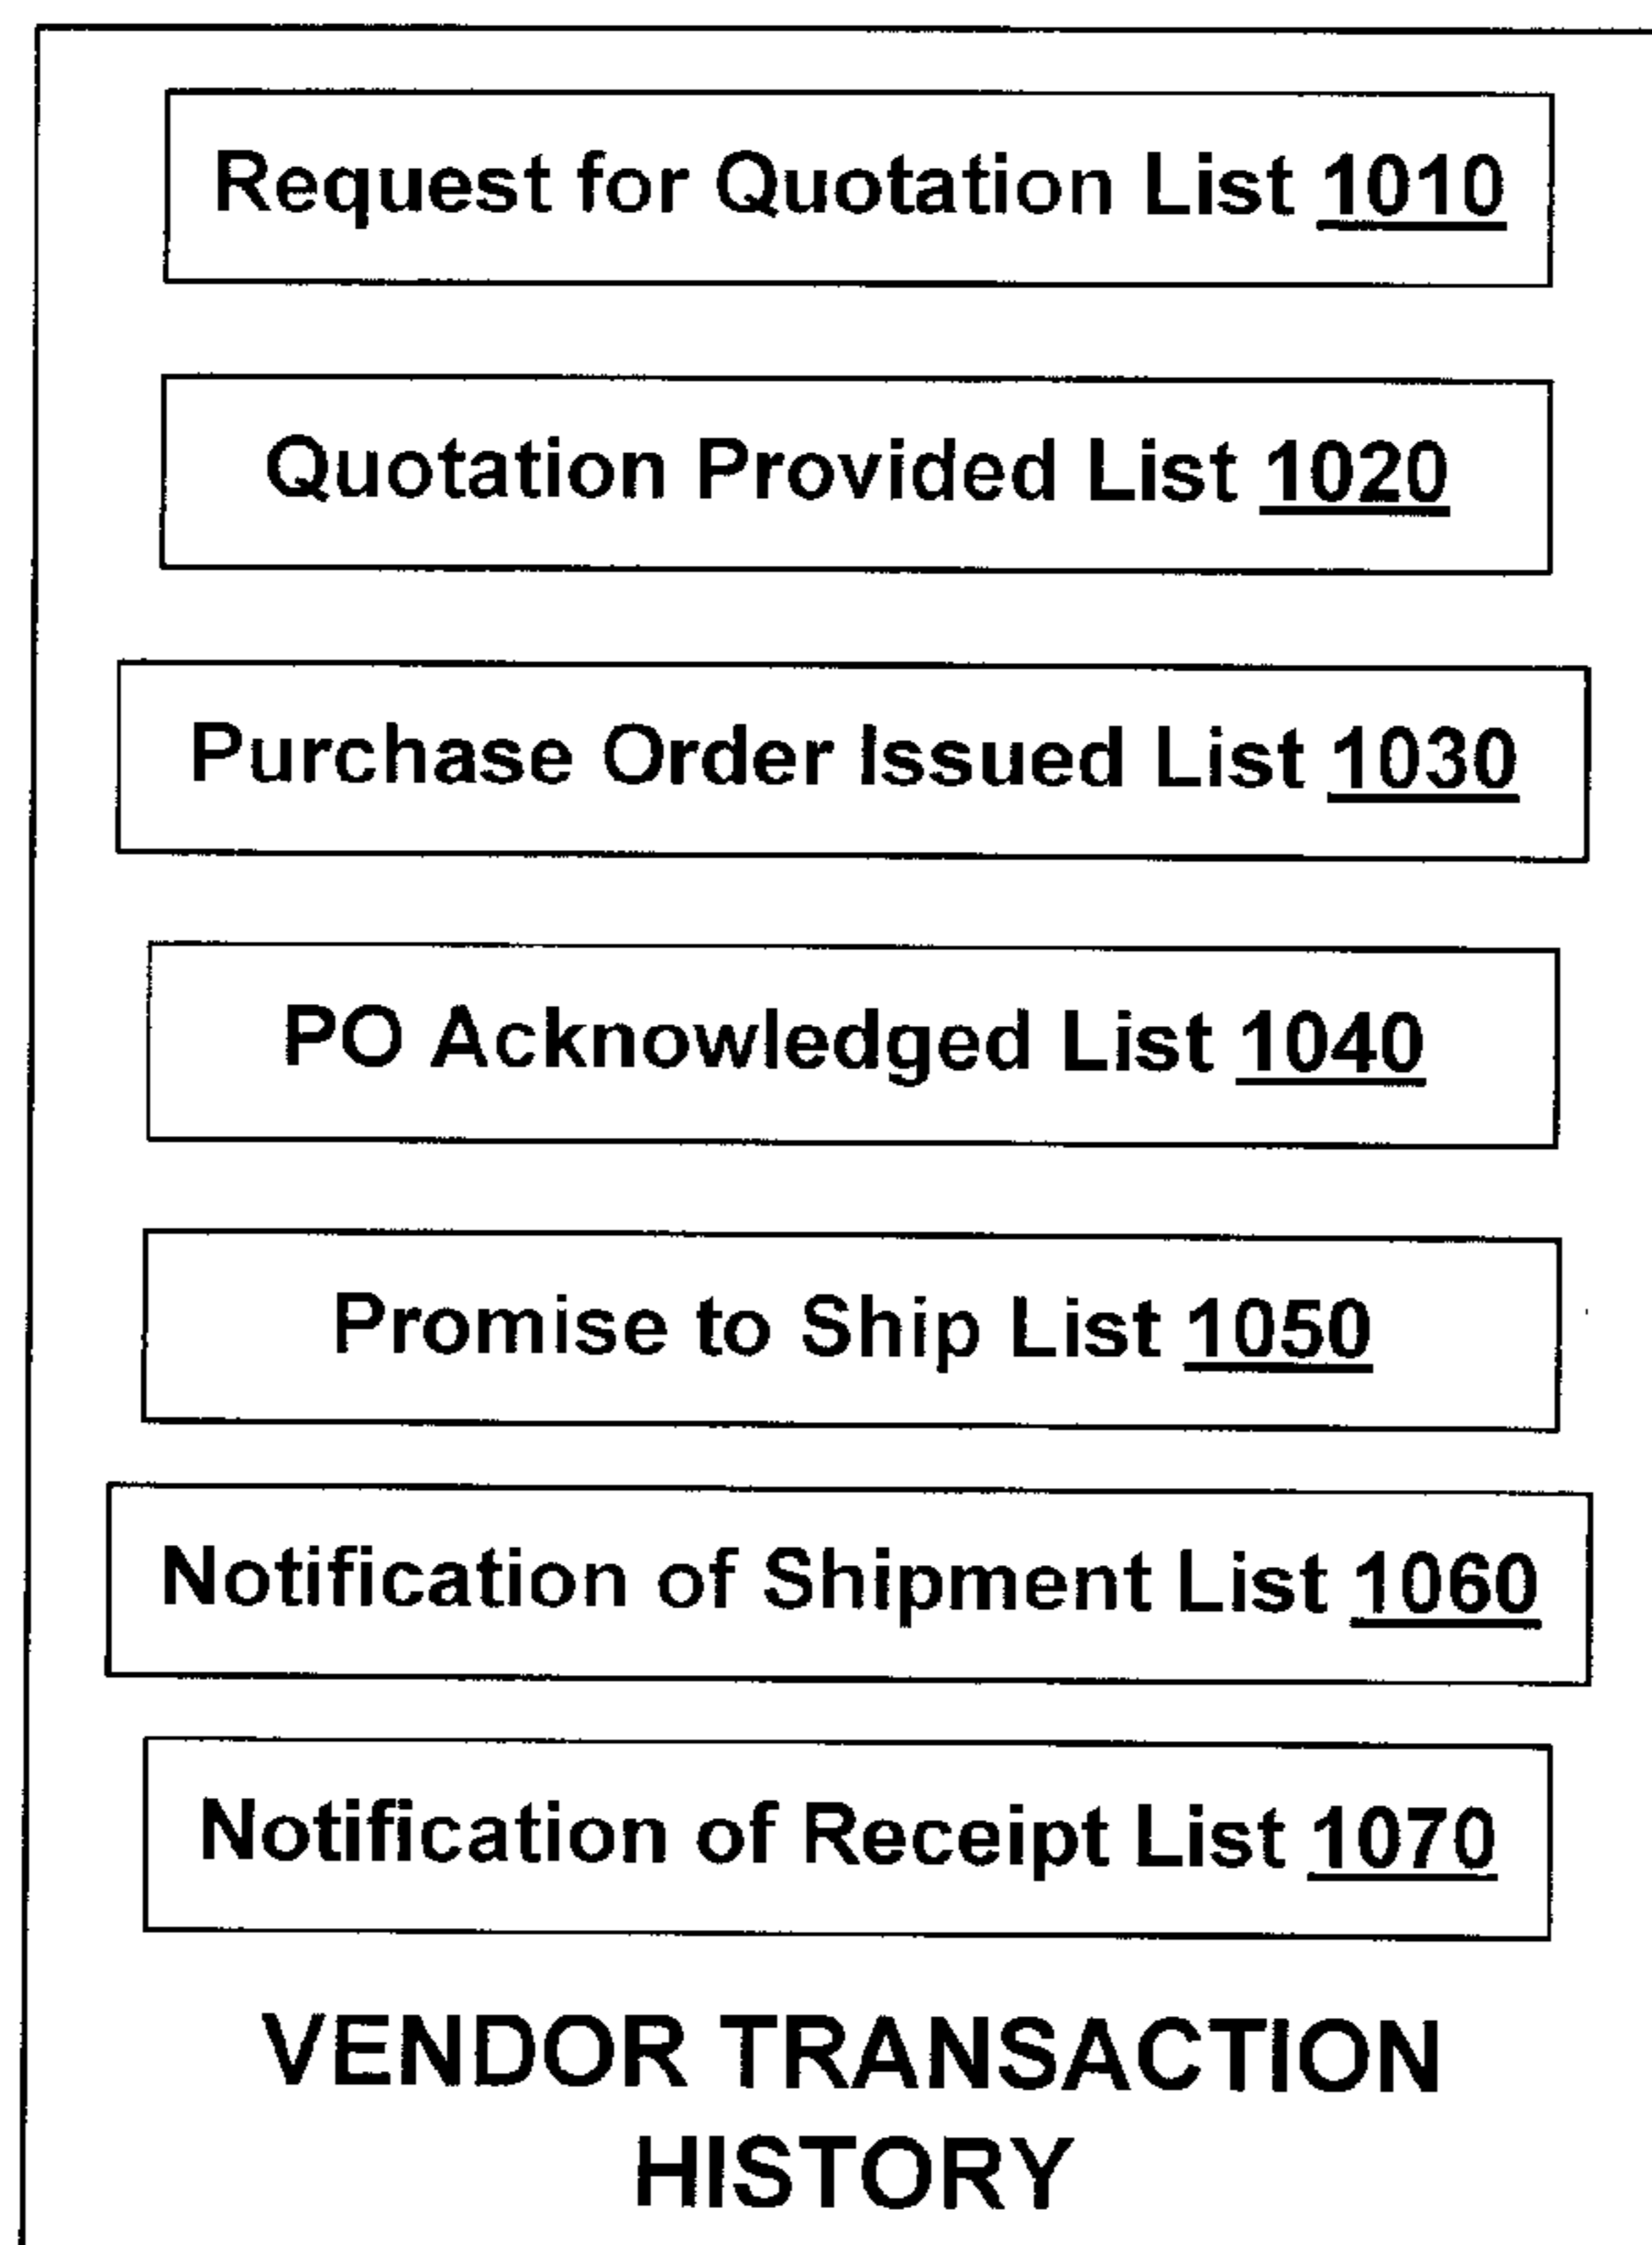 Request for Quotation List 1010
Quotation Provided List 1020
Purchase Order Issued List 1030
PO Acknowledged List 1040
Promise to Ship List 1050
Notification of Shipment List 1060
Notification of Receipt List 1070
VENDOR TRANSACTION
HISTORY